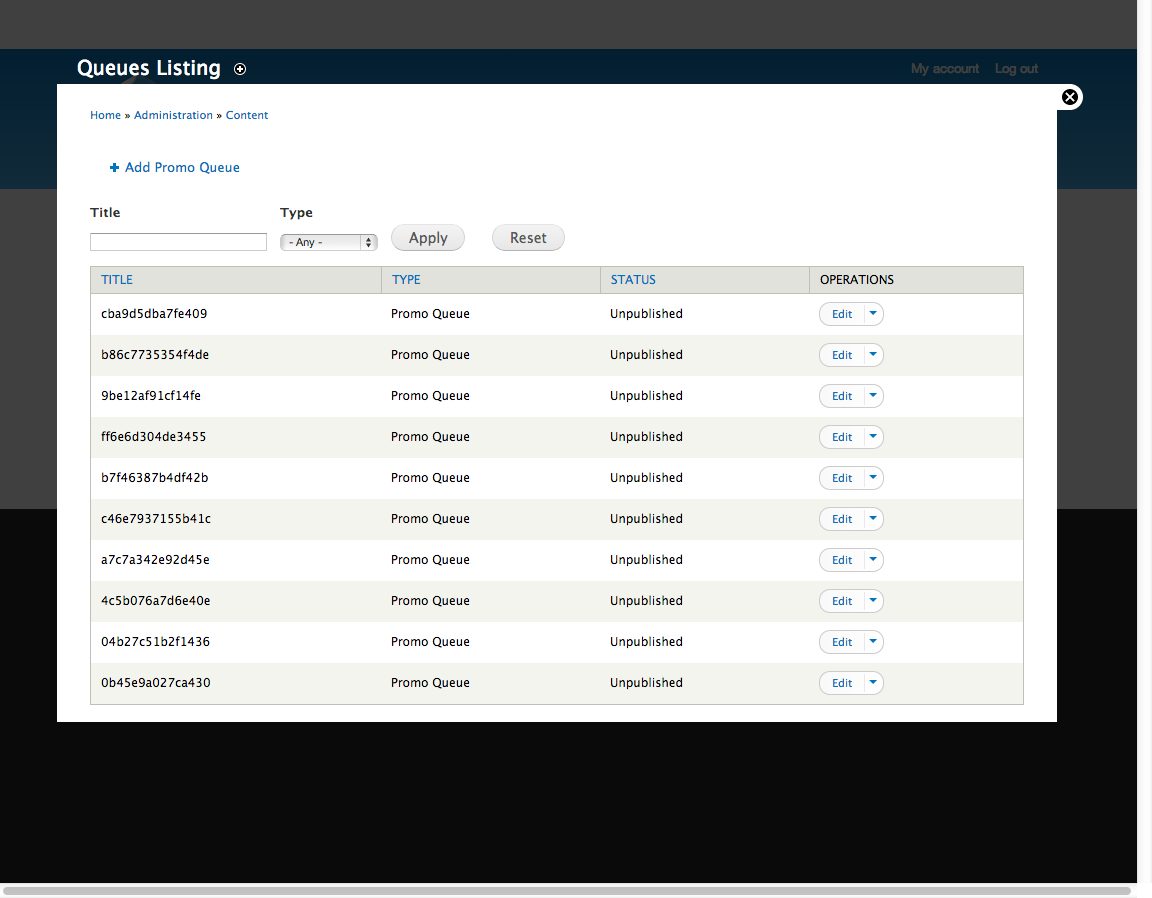 Queues Listing
My account Log out
Home » Administration » Content
Add Promo Queue
Title Type
- Any - Apply Reset
TITLE TYPE STATUS OPERATIONS
cba9d5dba7fe409 Promo Queue Unpublished Edit
b86c7735354f4de Promo Queue Unpublished Edit
9be12af91cf14fe Promo Queue Unpublished Edit
ff6e6d304de3455 Promo Queue Unpublished Edit
b7f46387b4df42b Promo Queue Unpublished Edit
c46e7937155b41c Promo Queue Unpublished Edit
a7c7a342e92d45e Promo Queue Unpublished Edit
4c5b076a7d6e40e Promo Queue Unpublished Edit
04b27c51b2f1436 Promo Queue Unpublished Edit
0b45e9a027ca430 Promo Queue Unpublished Edit